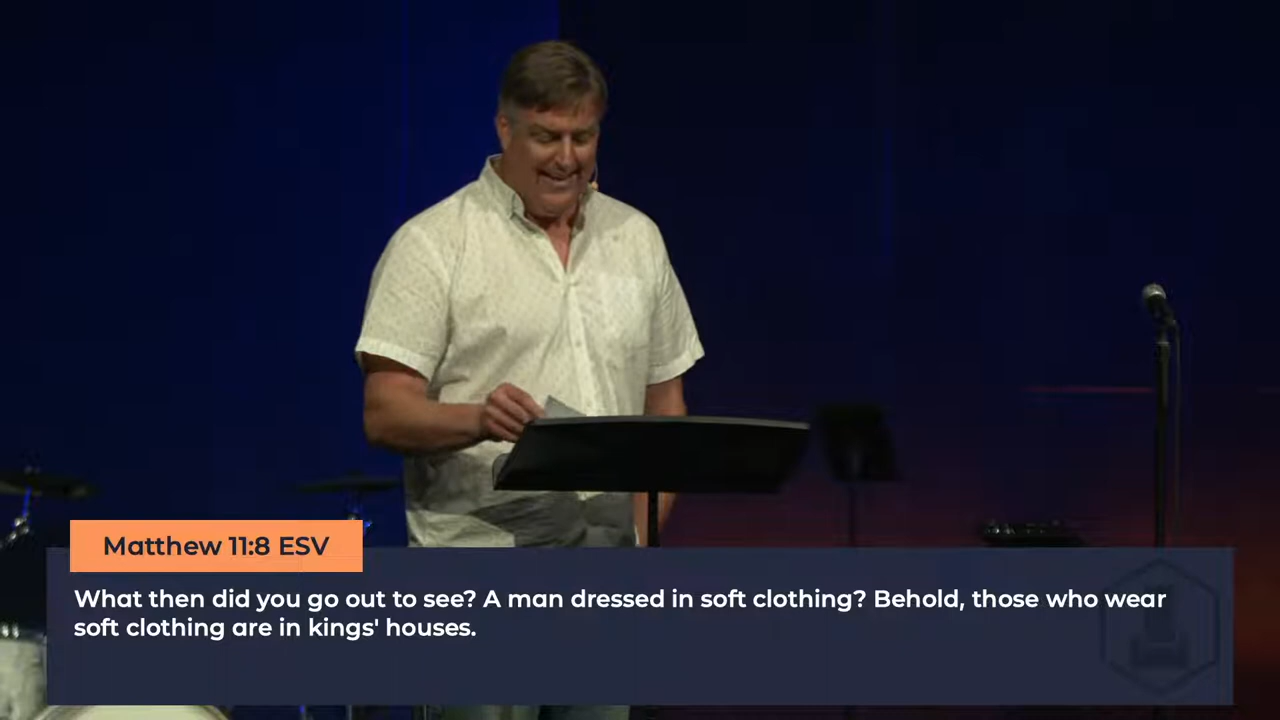 Matthew 11:8 ESV
What then did you go out to see? A man dressed in soft clothing? Behold, those who wear
soft clothing are in kings' houses.